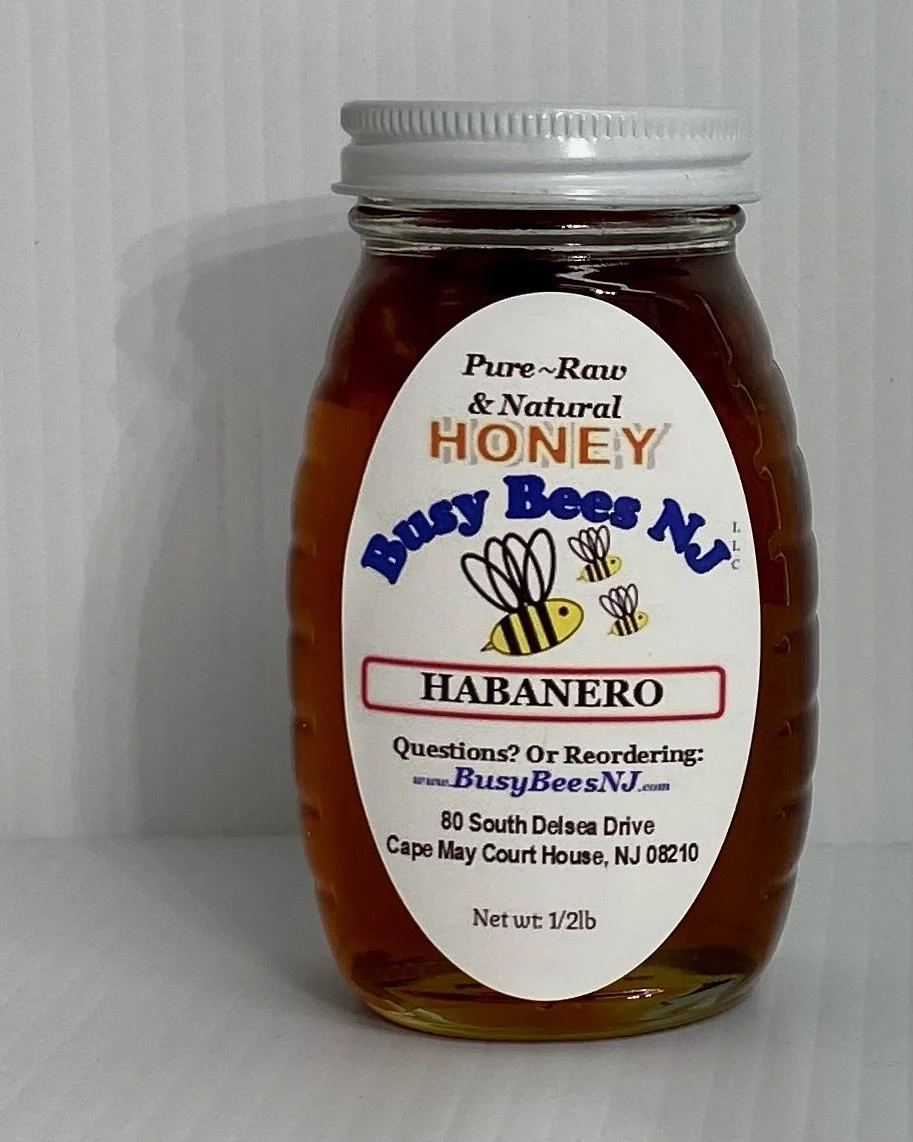 Pure~Raw
& Natural
HONEY
Busy Bees NJ
LLC
HABANERO
Questions? Or Reordering:
www.BusyBeesNJ.com
80 South Delsea Drive
Cape May Court House, NJ 08210
Net wt: 1/2lb